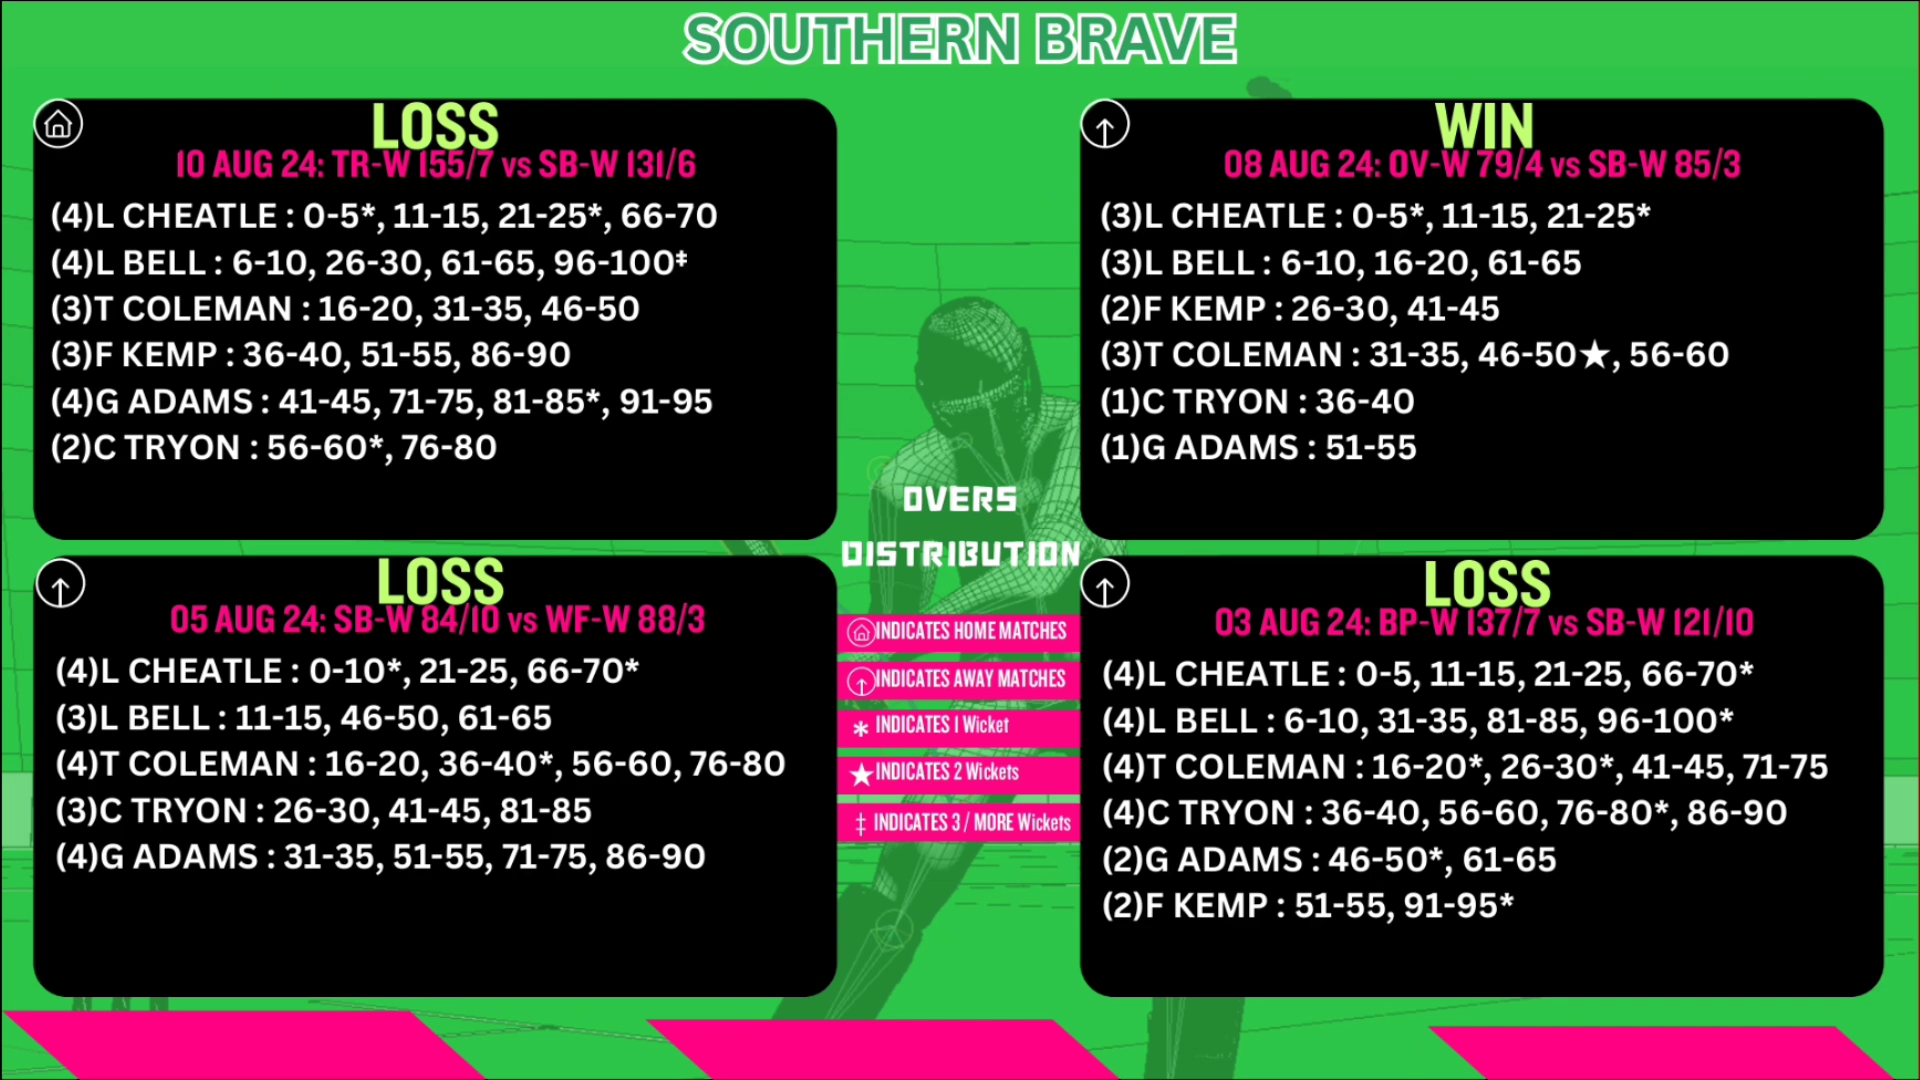 SOUTHERN BRAVE
LOSS
10 AUG 24: TR-W 155/7 vs SB-W 131/6
(4)L CHEATLE : 0-5*, 11-15, 21-25*, 66-70
(4)L BELL : 6-10, 26-30, 61-65, 96-100‡
(3)T COLEMAN : 16-20, 31-35, 46-50
(3)F KEMP : 36-40, 51-55, 86-90
(4)G ADAMS : 41-45, 71-75, 81-85*, 91-95
(2)C TRYON : 56-60*, 76-80
WIN
08 AUG 24: OV-W 79/4 vs SB-W 85/3
(3)L CHEATLE : 0-5*, 11-15, 21-25*
(3)L BELL : 6-10, 16-20, 61-65
(2)F KEMP : 26-30, 41-45
(3)T COLEMAN : 31-35, 46-50★, 56-60
(1)C TRYON : 36-40
(1)G ADAMS : 51-55
OVERS
DISTRIBUTION
INDICATES HOME MATCHES
INDICATES AWAY MATCHES
* INDICATES 1 Wicket
★ INDICATES 2 Wickets
‡ INDICATES 3 / MORE Wickets
LOSS
05 AUG 24: SB-W 84/10 vs WF-W 88/3
(4)L CHEATLE : 0-10*, 21-25, 66-70*
(3)L BELL : 11-15, 46-50, 61-65
(4)T COLEMAN : 16-20, 36-40*, 56-60, 76-80
(3)C TRYON : 26-30, 41-45, 81-85
(4)G ADAMS : 31-35, 51-55, 71-75, 86-90
LOSS
03 AUG 24: BP-W 137/7 vs SB-W 121/10
(4)L CHEATLE : 0-5, 11-15, 21-25, 66-70*
(4)L BELL : 6-10, 31-35, 81-85, 96-100*
(4)T COLEMAN : 16-20*, 26-30*, 41-45, 71-75
(4)C TRYON : 36-40, 56-60, 76-80*, 86-90
(2)G ADAMS : 46-50*, 61-65
(2)F KEMP : 51-55, 91-95*